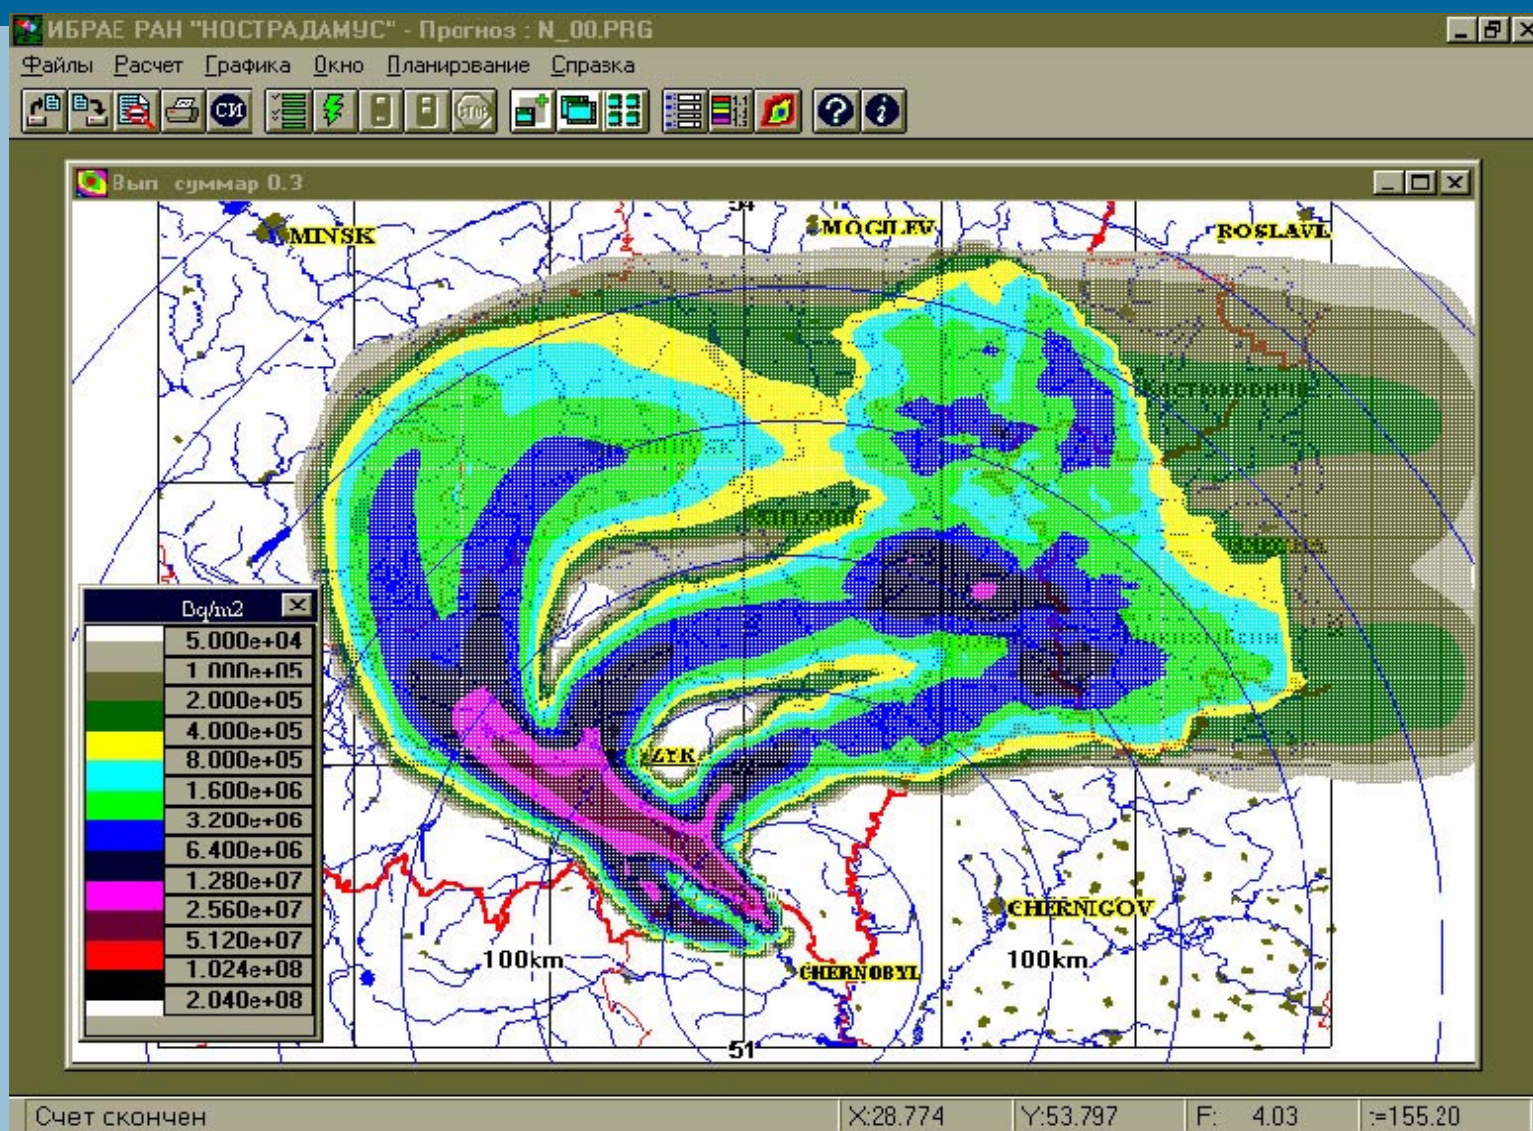 ИБРАЕ РАН "НОСТРАДАМУС" - Прогноз : N_00.PRG
Файлы Расчет Графика Окно Планирование Справка
СИ СТОП
Вып суммар 0.3
54
MINSK
MOGILEV
ROSLAVL
Bq/m2
5.000e+04
1.000e+05
2.000e+05
4.000e+05
8.000e+05
1.600e+06
3.200e+06
6.400e+06
1.280e+07
2.560e+07
5.120e+07
1.024e+08
2.040e+08
CHERNIGOV
100km
100km
CHERNOBYL
51
Счет скончен
X:28.774 Y:53.797 F: 4.03 :=155.20